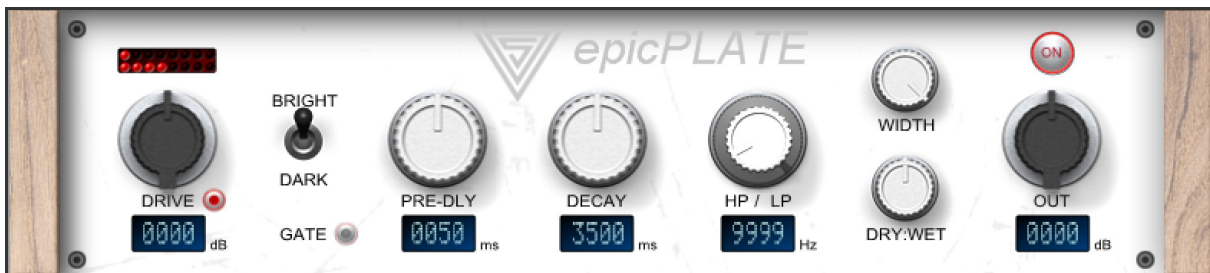 epicPLATE
ON
BRIGHT
WIDTH
DARK
DRIVE
PRE-DLY
DECAY
HP / LP
OUT
0000 dB
GATE
0050 ms
3500 ms
9999 Hz
DRY:WET
0000 dB